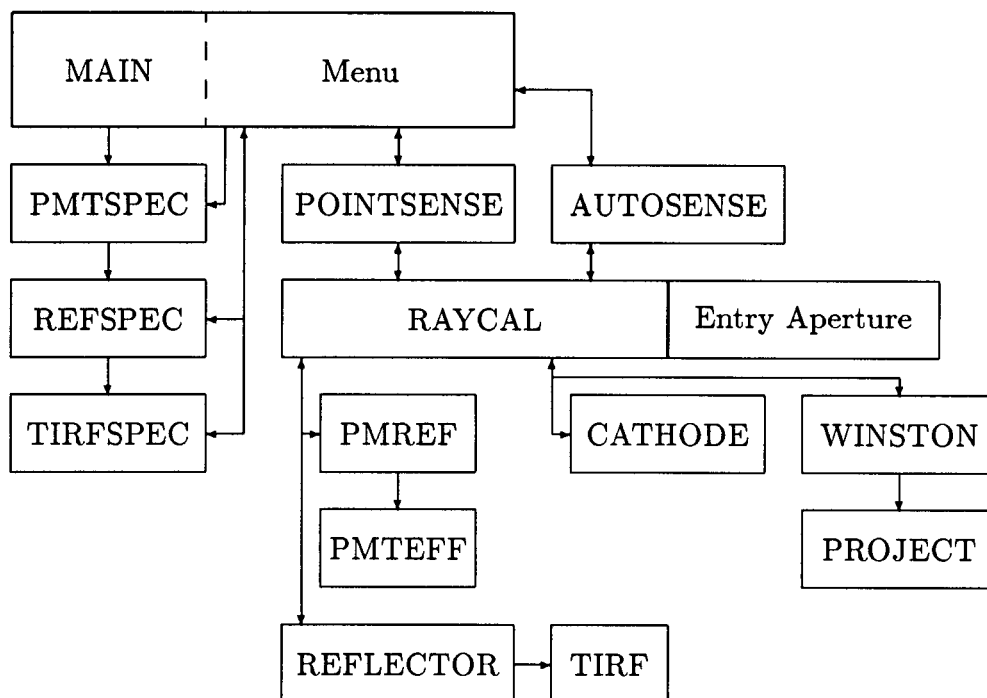 MAIN Menu
PMTSPEC POINTSENSE AUTOSENSE
REFSPEC RAYCAL Entry Aperture
TIRFSPEC PMREF CATHODE WINSTON
PMTEFF PROJECT
REFLECTOR TIRF